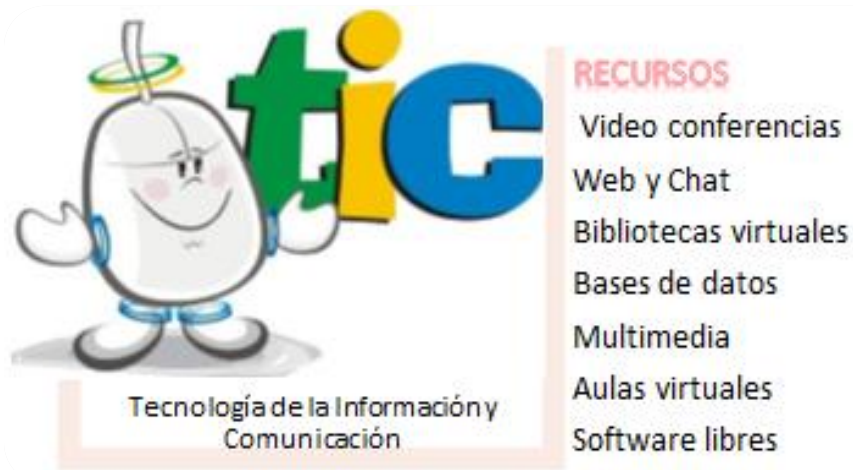 tic
Tecnología de la Información y
Comunicación
RECURSOS
Video conferencias
Web y Chat
Bibliotecas virtuales
Bases de datos
Multimedia
Aulas virtuales
Software libres